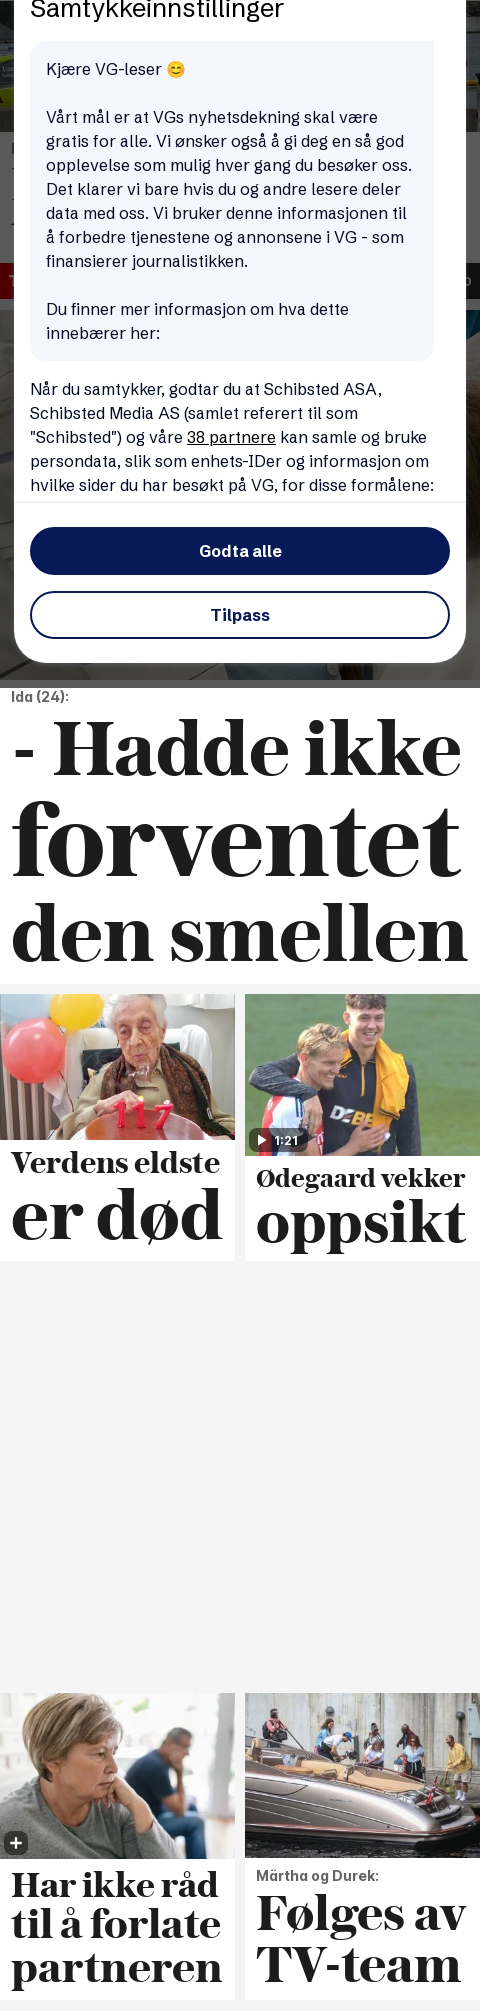 Samtykkeinnstillinger
Kjære VG-leser 😊
Vårt mål er at VGs nyhetsdekning skal være
gratis for alle. Vi ønsker også å gi deg en så god
opplevelse som mulig hver gang du besøker oss.
Det klarer vi bare hvis du og andre lesere deler
data med oss. Vi bruker denne informasjonen til
å forbedre tjenestene og annonsene i VG - som
finansierer journalistikken.
Du finner mer informasjon om hva dette
innebærer her:
Når du samtykker, godtar du at Schibsted ASA,
Schibsted Media AS (samlet referert til som
"Schibsted") og våre 38 partnere kan samle og bruke
persondata, slik som enhets-IDer og informasjon om
hvilke sider du har besøkt på VG, for disse formålene:
Godta alle
Tilpass
Ida (24):
- Hadde ikke
forventet
den smellen
117
Verdens eldste
er død
1:21
Ødegaard vekker
oppsikt
Har ikke råd
til å forlate
partneren
Märtha og Durek:
Følges av
TV-team